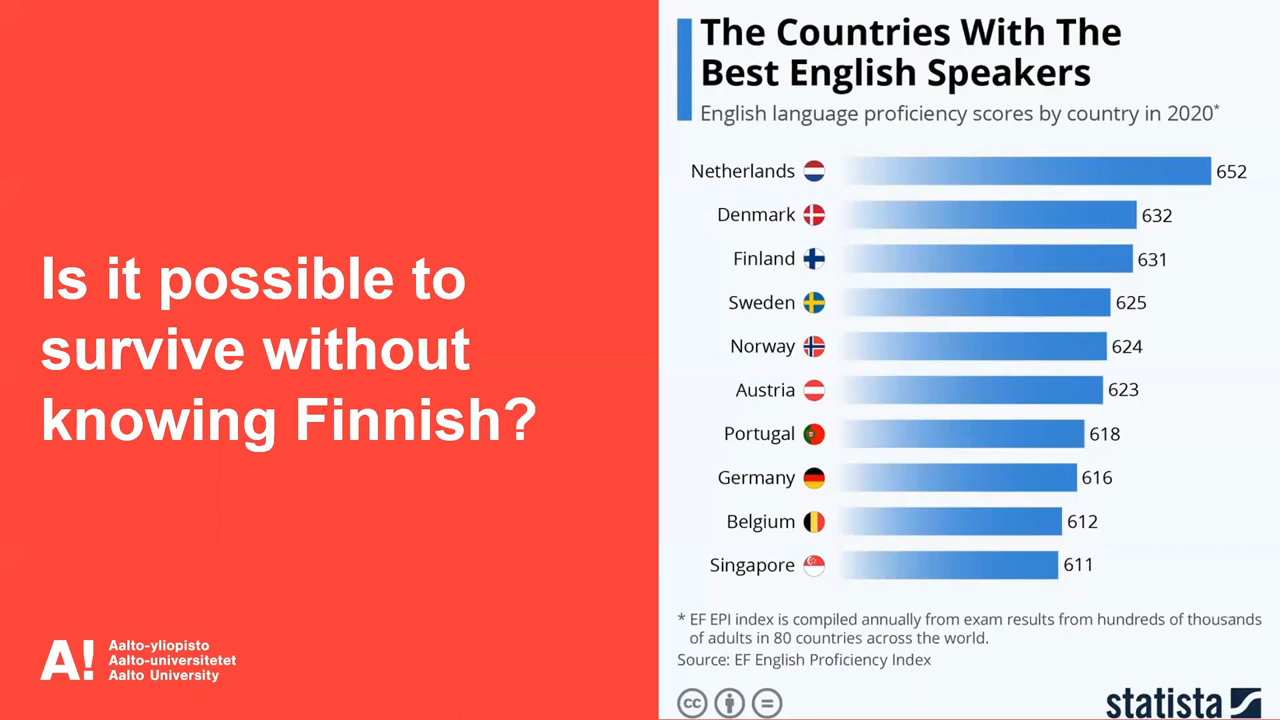 Is it possible to
survive without
knowing Finnish?
A!
Aalto-yliopisto
Aalto-universitetet
Aalto University
The Countries With The
Best English Speakers
English language proficiency scores by country in 2020*
Netherlands 652
Denmark 632
Finland 631
Sweden 625
Norway 624
Austria 623
Portugal 618
Germany 616
Belgium 612
Singapore 611
* EF EPI index is compiled annually from exam results from hundreds of thousands
of adults in 80 countries across the world.
Source: EF English Proficiency Index
cc
statista